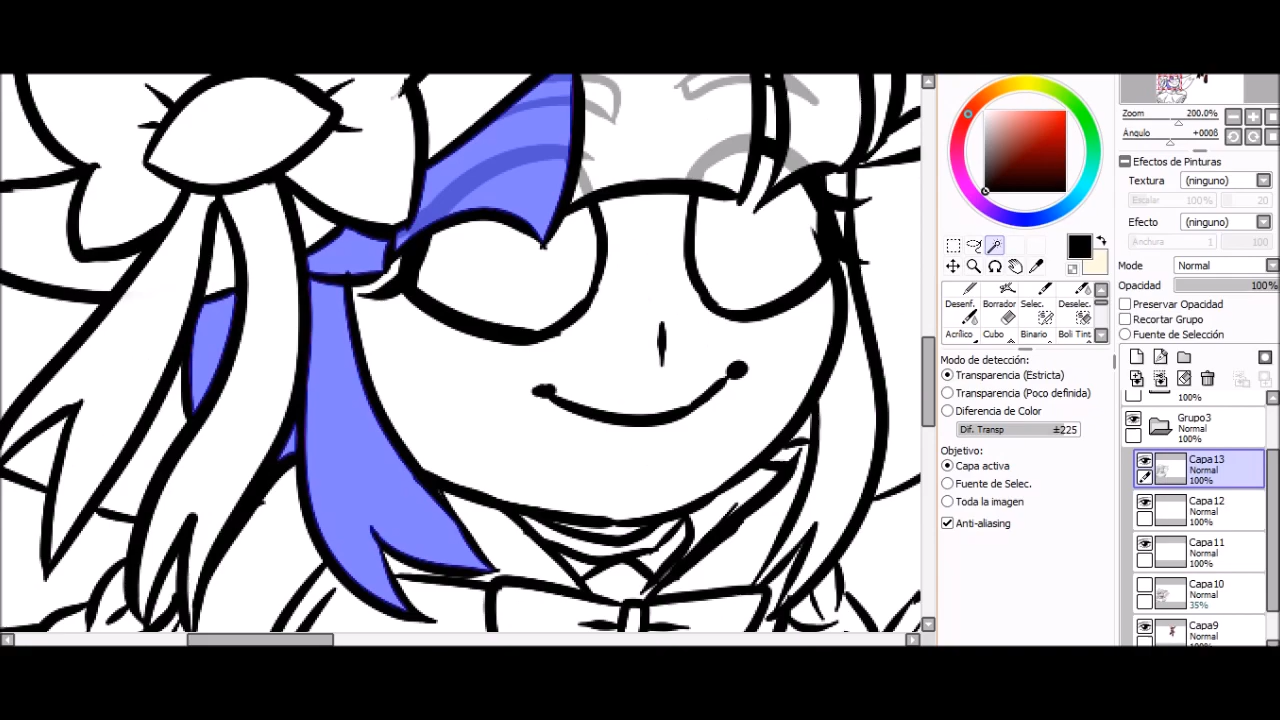 Zoom 200.0%
Ángulo +000ß
Efectos de Pinturas
Textura (ninguno)
Escalar 100% 20
Efecto (ninguno)
Anchura 1 100
Mode Normal
Opacidad 100%
Preservar Opacidad
Recortar Grupo
Fuente de Selección
Desenf. Borrador Selec. Deselec.
Acrílico Cubo Binario Boli Tint
Modo de detección:
Transparencia (Estricta)
Transparencia (Poco definida)
Diferencia de Color
Dif. Transp ±225
Objetivo:
Capa activa
Fuente de Selec.
Toda la imagen
Anti-aliasing
100%
Grupo3
Normal
100%
Capa13
Normal
100%
Capa12
Normal
100%
Capa11
Normal
100%
Capa10
Normal
35%
Capa9
Normal